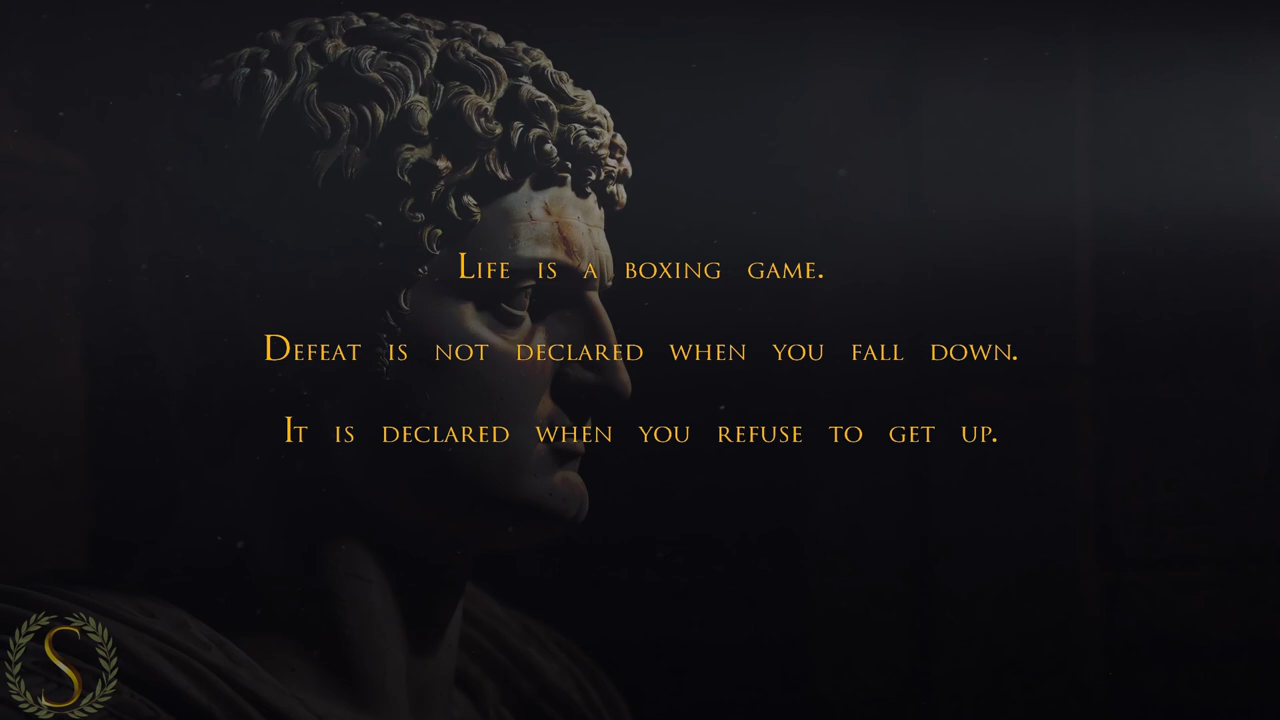 Life is a boxing game.
Defeat is not declared when you fall down.
It is declared when you refuse to get up.
S